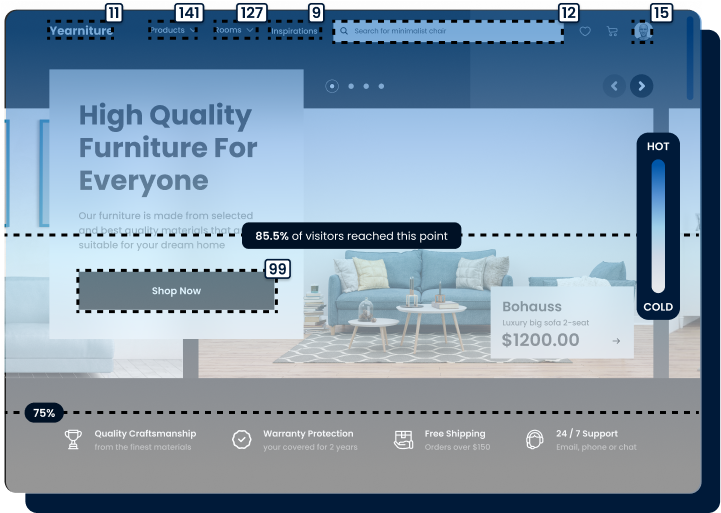 11
141
127
9
12
15
Yearniture
Products
Rooms
Inspirations
Search for minimalist chair
High Quality
Furniture For
Everyone
HOT
Our furniture is made from selected
and best quality materials that
85.5% of visitors reached this point
suitable for your dream home
99
Shop Now
Bohauss
Luxury big sofa 2-seat
$1200.00
COLD
75%
Quality Craftsmanship
from the finest materials
Warranty Protection
your covered for 2 years
Free Shipping
Orders over $150
24 / 7 Support
Email, phone or chat